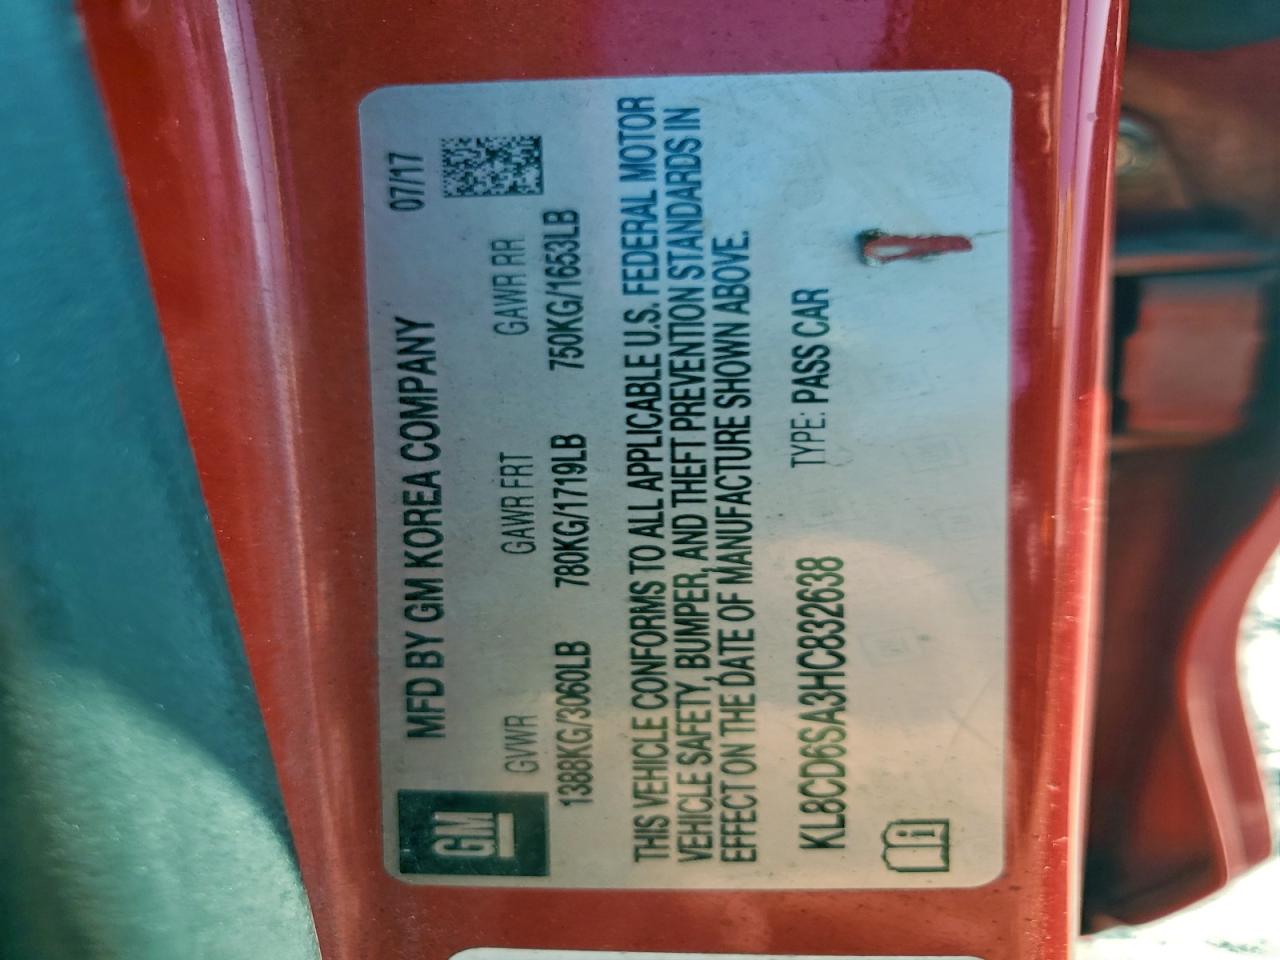 GM
MFD BY GM KOREA COMPANY 07/17
GVWR GAWR FRT GAWR RR
1388KG/3060LB 780KG/1719LB 750KG/1653LB
THIS VEHICLE CONFORMS TO ALL APPLICABLE U.S. FEDERAL MOTOR
VEHICLE SAFETY, BUMPER, AND THEFT PREVENTION STANDARDS IN
EFFECT ON THE DATE OF MANUFACTURE SHOWN ABOVE.
KL8CD6SA3HC832638 TYPE: PASS CAR